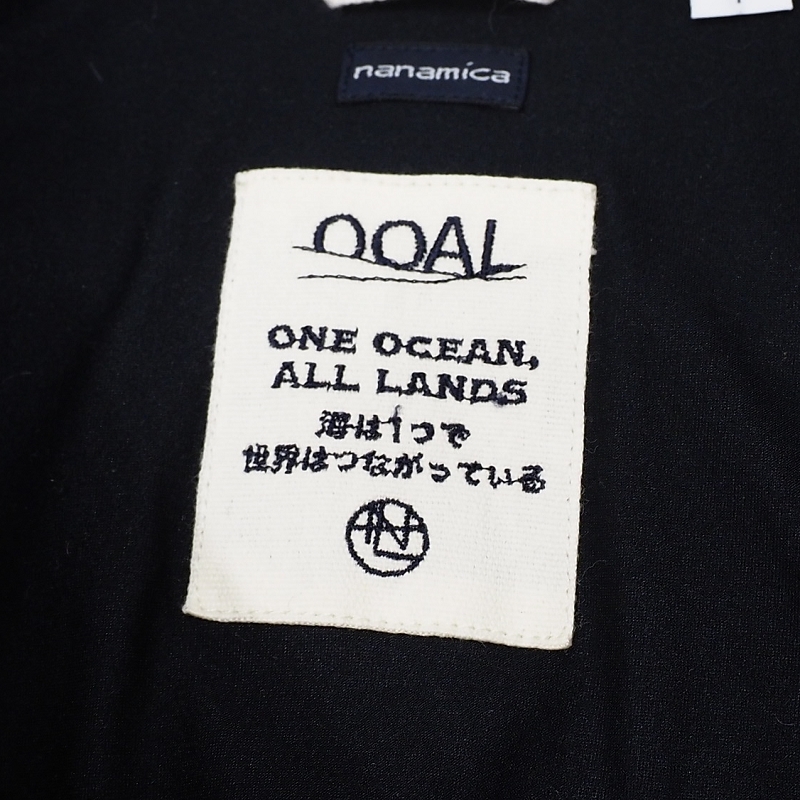 nanamica
OOAL
ONE OCEAN,
ALL LANDS
海は1つで
世界はつながっている